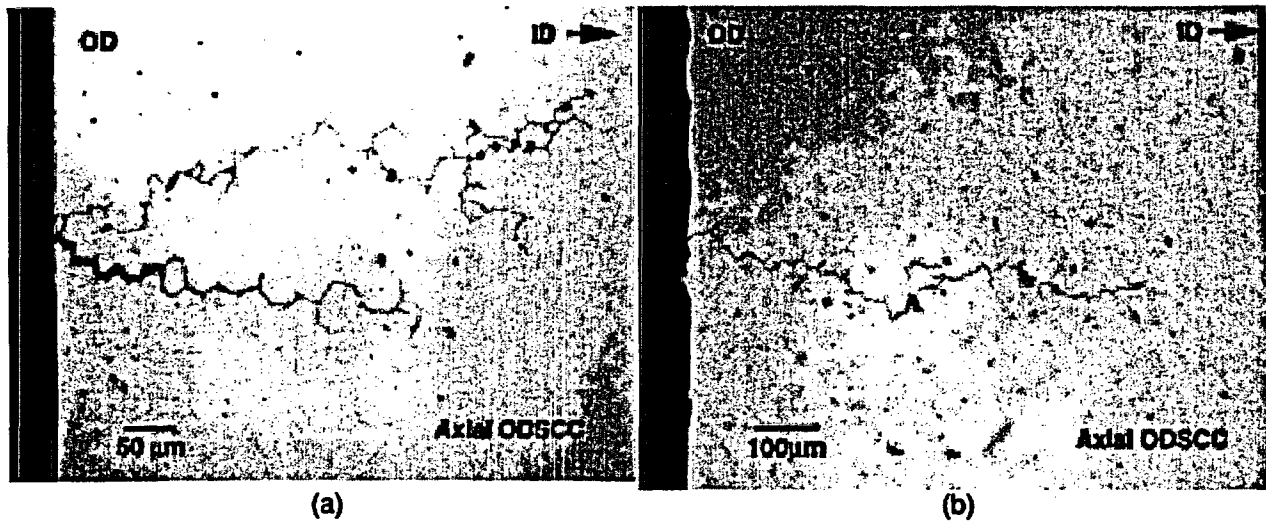 OD
ID
50 µm
Axial ODSCC
(a)
OD
ID
100µm
Axial ODSCC
(b)